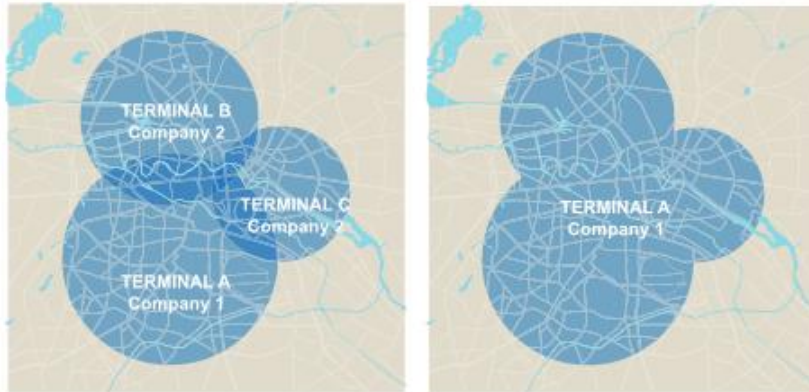 TERMINAL B
Company 2
TERMINAL C
Company 2
TERMINAL A
Company 1
TERMINAL A
Company 1